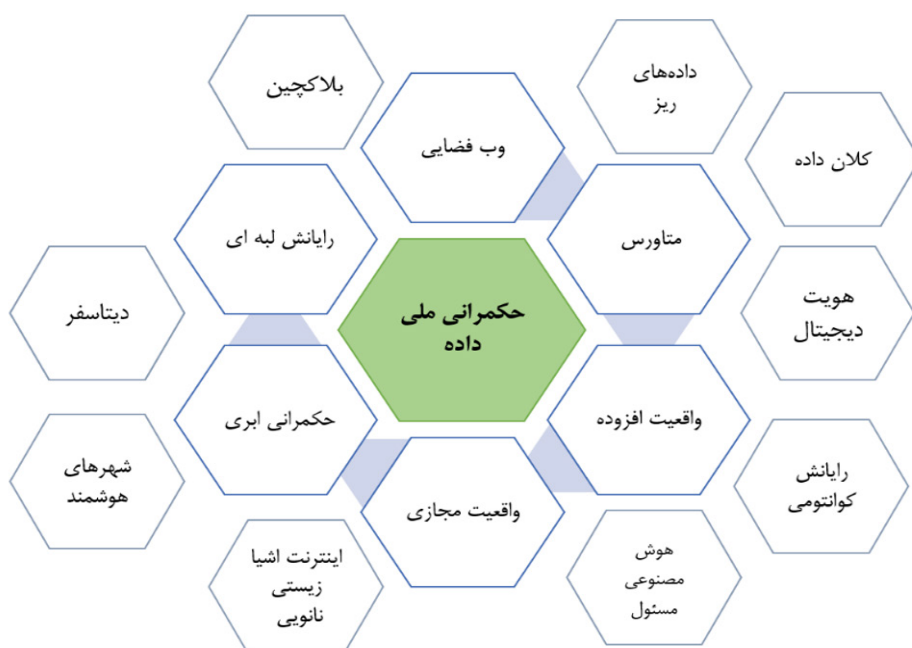 بلاکچین
داده‌های
ریز
وب فضایی
کلان داده
رایانش لبه ای
متاورس
هویت
دیجیتال
دیتاسفر
حکمرانی ملی
داده
حکمرانی ابری
واقعیت افزوده
شهرهای
هوشمند
رایانش
کوانتومی
واقعیت مجازی
اینترنت اشیا
زیستی
نانویی
هوش
مصنوعی
مسئول